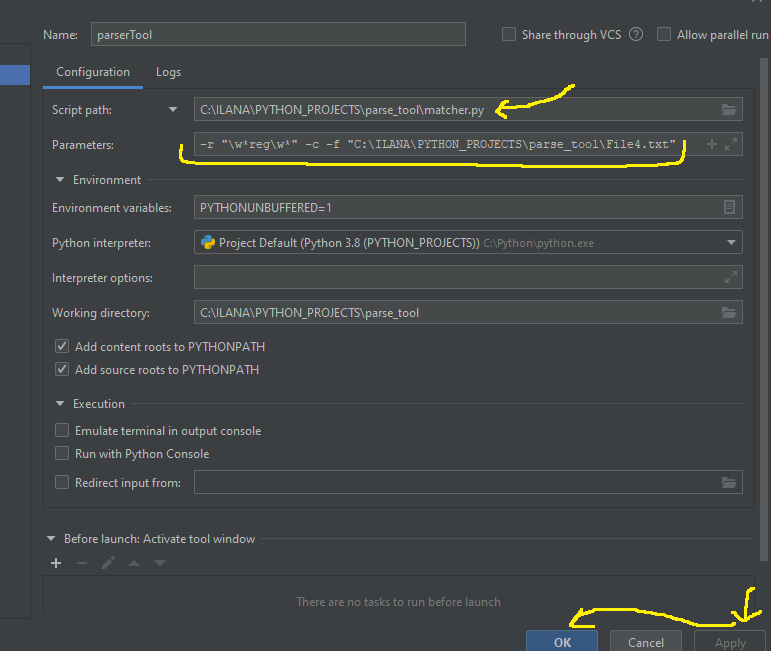 Name: parserTool Share through VCS ? Allow parallel run
Configuration Logs
Script path: C:\ILANA\PYTHON_PROJECTS\parse_tool\matcher.py
Parameters: -r "\w*reg\w*" -c -f "C:\ILANA\PYTHON_PROJECTS\parse_tool\File4.txt"
Environment
Environment variables: PYTHONUNBUFFERED=1
Python interpreter: Project Default (Python 3.8 (PYTHON_PROJECTS)) C:\Python\python.exe
Interpreter options:
Working directory: C:\ILANA\PYTHON_PROJECTS\parse_tool
Add content roots to PYTHONPATH
Add source roots to PYTHONPATH
Execution
Emulate terminal in output console
Run with Python Console
Redirect input from:
Before launch: Activate tool window
There are no tasks to run before launch
OK Cancel Apply